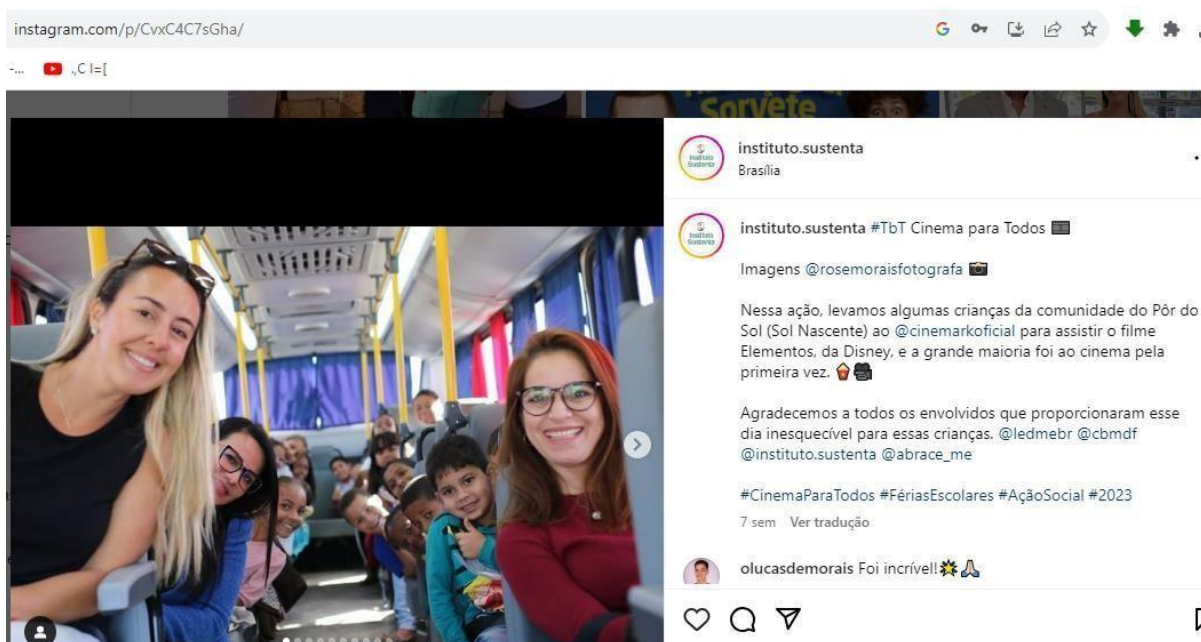 instagram.com/p/CvxC4C7sGha/
-... .,C l=[
Sorvete
instituto.sustenta
Brasília
Instituto
Sustenta
instituto.sustenta #TbT Cinema para Todos
Imagens @rosemoraisfotografa
Nessa ação, levamos algumas crianças da comunidade do Pôr do
Sol (Sol Nascente) ao @cinemarkoficial para assistir o filme
Elementos, da Disney, e a grande maioria foi ao cinema pela
primeira vez.
Agradecemos a todos os envolvidos que proporcionaram esse
dia inesquecível para essas crianças. @ledmebr @cbmdf
@instituto.sustenta @abrace_me
#CinemaParaTodos #FériasEscolares #AçãoSocial #2023
7 sem Ver tradução
olucasdemorais Foi incrível!